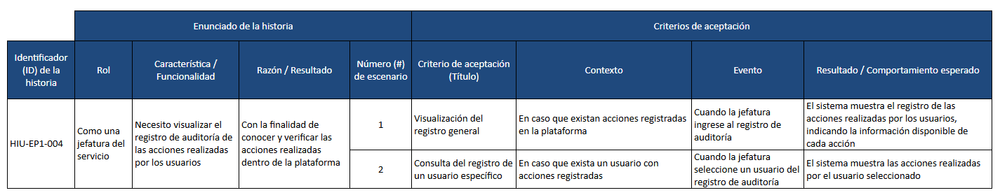 Enunciado de la historia
Criterios de aceptación
Identificador
(ID) de la
historia
Rol
Característica /
Funcionalidad
Razón / Resultado
Número (#)
de escenario
Criterio de aceptación
(Título)
Contexto
Evento
Resultado / Comportamiento esperado
HIU-EP1-004
Como una
jefatura del
servicio
Necesito visualizar el
registro de auditoría de
las acciones realizadas
por los usuarios
Con la finalidad de
conocer y verificar las
acciones realizadas
dentro de la plataforma
1
Visualización del
registro general
En caso que existan acciones registradas
en la plataforma
Cuando la jefatura
ingrese al registro de
auditoría
El sistema muestra el registro de las
acciones realizadas por los usuarios,
indicando la información disponible de
cada acción
2
Consulta del registro de
un usuario específico
En caso que exista un usuario con
acciones registradas
Cuando la jefatura
seleccione un usuario del
registro de auditoría
El sistema muestra las acciones realizadas
por el usuario seleccionado